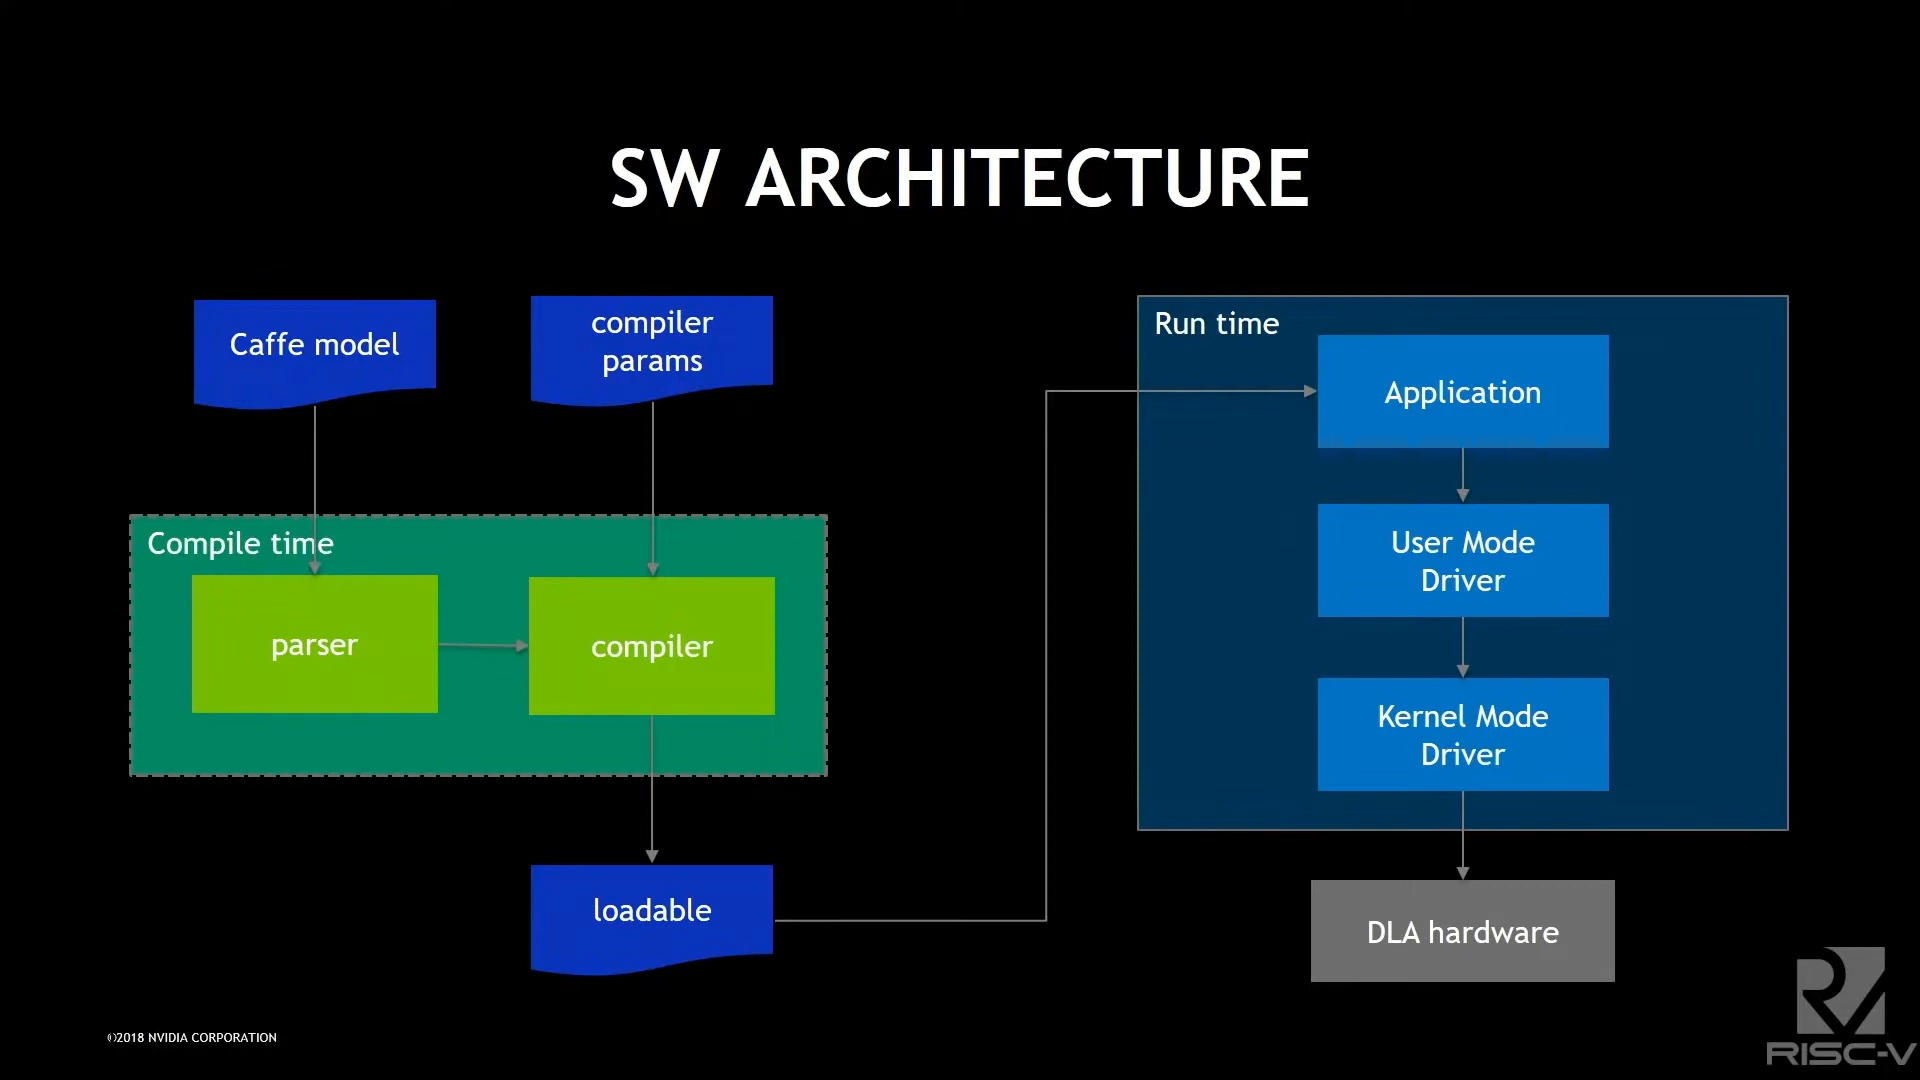 SW ARCHITECTURE
Caffe model
compiler
params
Compile time
parser
compiler
loadable
Run time
Application
User Mode
Driver
Kernel Mode
Driver
DLA hardware
©2018 NVIDIA CORPORATION
RISC-V